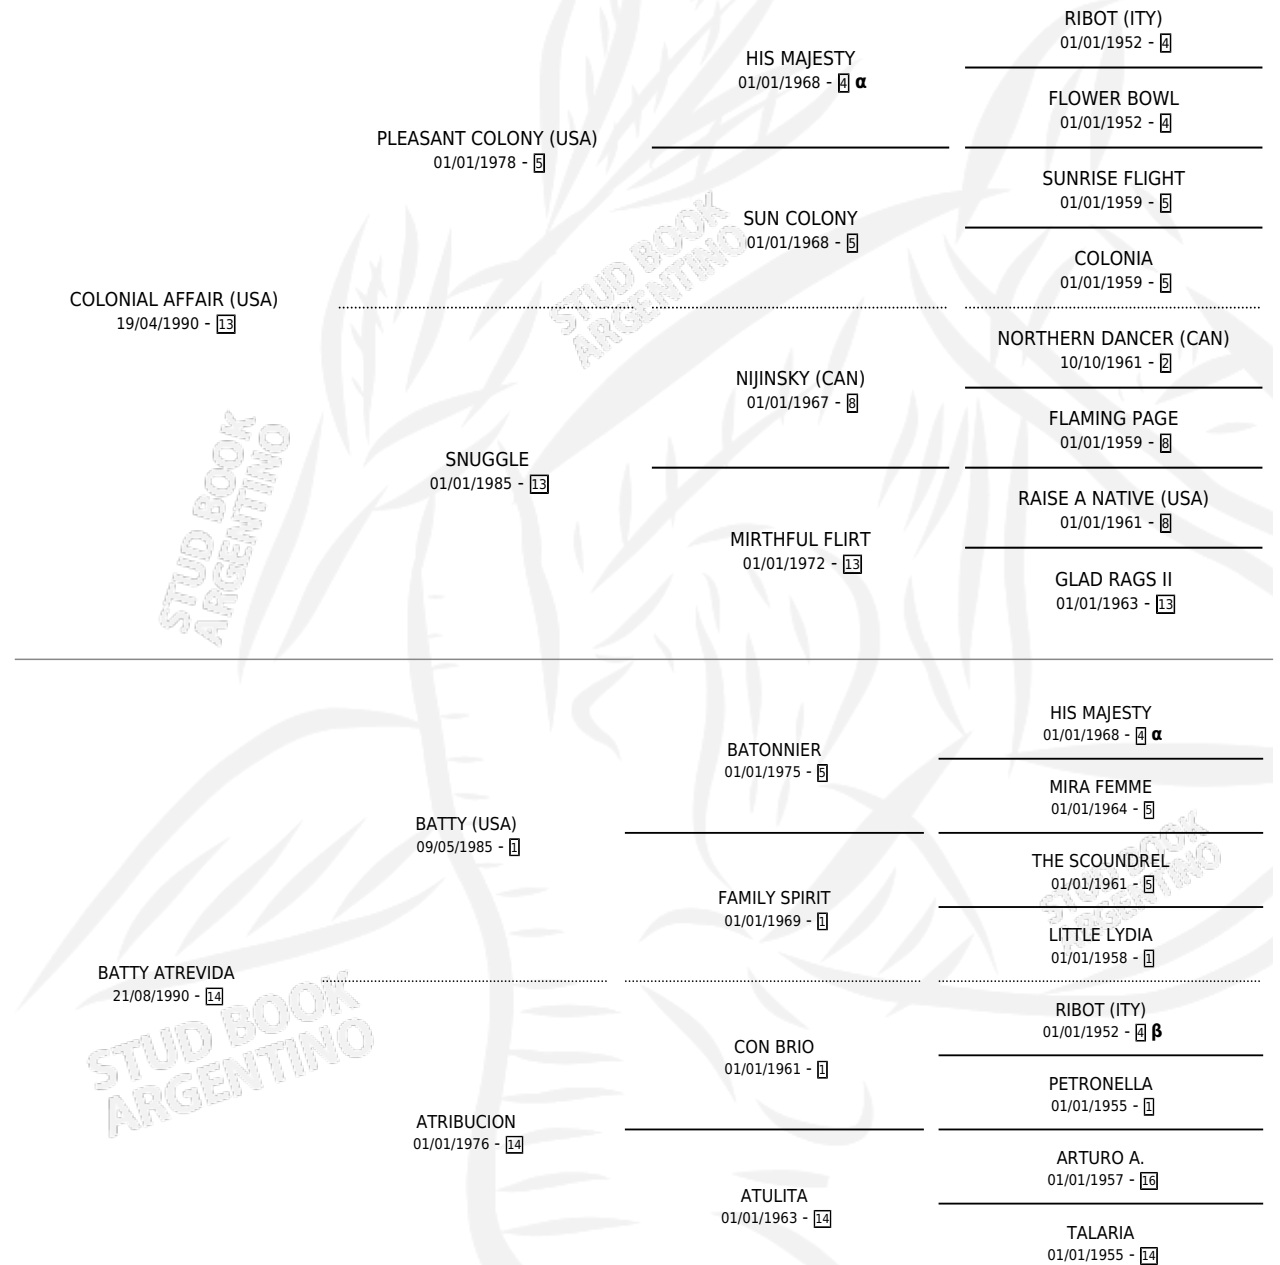 RIBOT (ITY)
01/01/1952 - 4
HIS MAJESTY
01/01/1968 - 4 α
FLOWER BOWL
01/01/1952 - 4
PLEASANT COLONY (USA)
01/01/1978 - 5
SUNRISE FLIGHT
01/01/1959 - 5
SUN COLONY
01/01/1968 - 5
COLONIA
01/01/1959 - 5
COLONIAL AFFAIR (USA)
19/04/1990 - 13
NORTHERN DANCER (CAN)
10/10/1961 - 2
NIJINSKY (CAN)
01/01/1967 - 8
FLAMING PAGE
01/01/1959 - 8
SNUGGLE
01/01/1985 - 13
RAISE A NATIVE (USA)
01/01/1961 - 8
MIRTHFUL FLIRT
01/01/1972 - 13
GLAD RAGS II
01/01/1963 - 13
HIS MAJESTY
01/01/1968 - 4 α
BATONNIER
01/01/1975 - 5
MIRA FEMME
01/01/1964 - 5
BATTY (USA)
09/05/1985 - 1
THE SCOUNDREL
01/01/1961 - 5
FAMILY SPIRIT
01/01/1969 - 1
LITTLE LYDIA
01/01/1958 - 1
BATTY ATREVIDA
21/08/1990 - 14
RIBOT (ITY)
01/01/1952 - 4 β
CON BRIO
01/01/1961 - 1
PETRONELLA
01/01/1955 - 1
ATRIBUCION
01/01/1976 - 14
ARTURO A.
01/01/1957 - 16
ATULITA
01/01/1963 - 14
TALARIA
01/01/1955 - 14
STUD BOOK
ARGENTINO
STUD BOOK
ARGENTINO
STUD BOOK
ARGENTINO
STUD BOOK
ARGENTINO